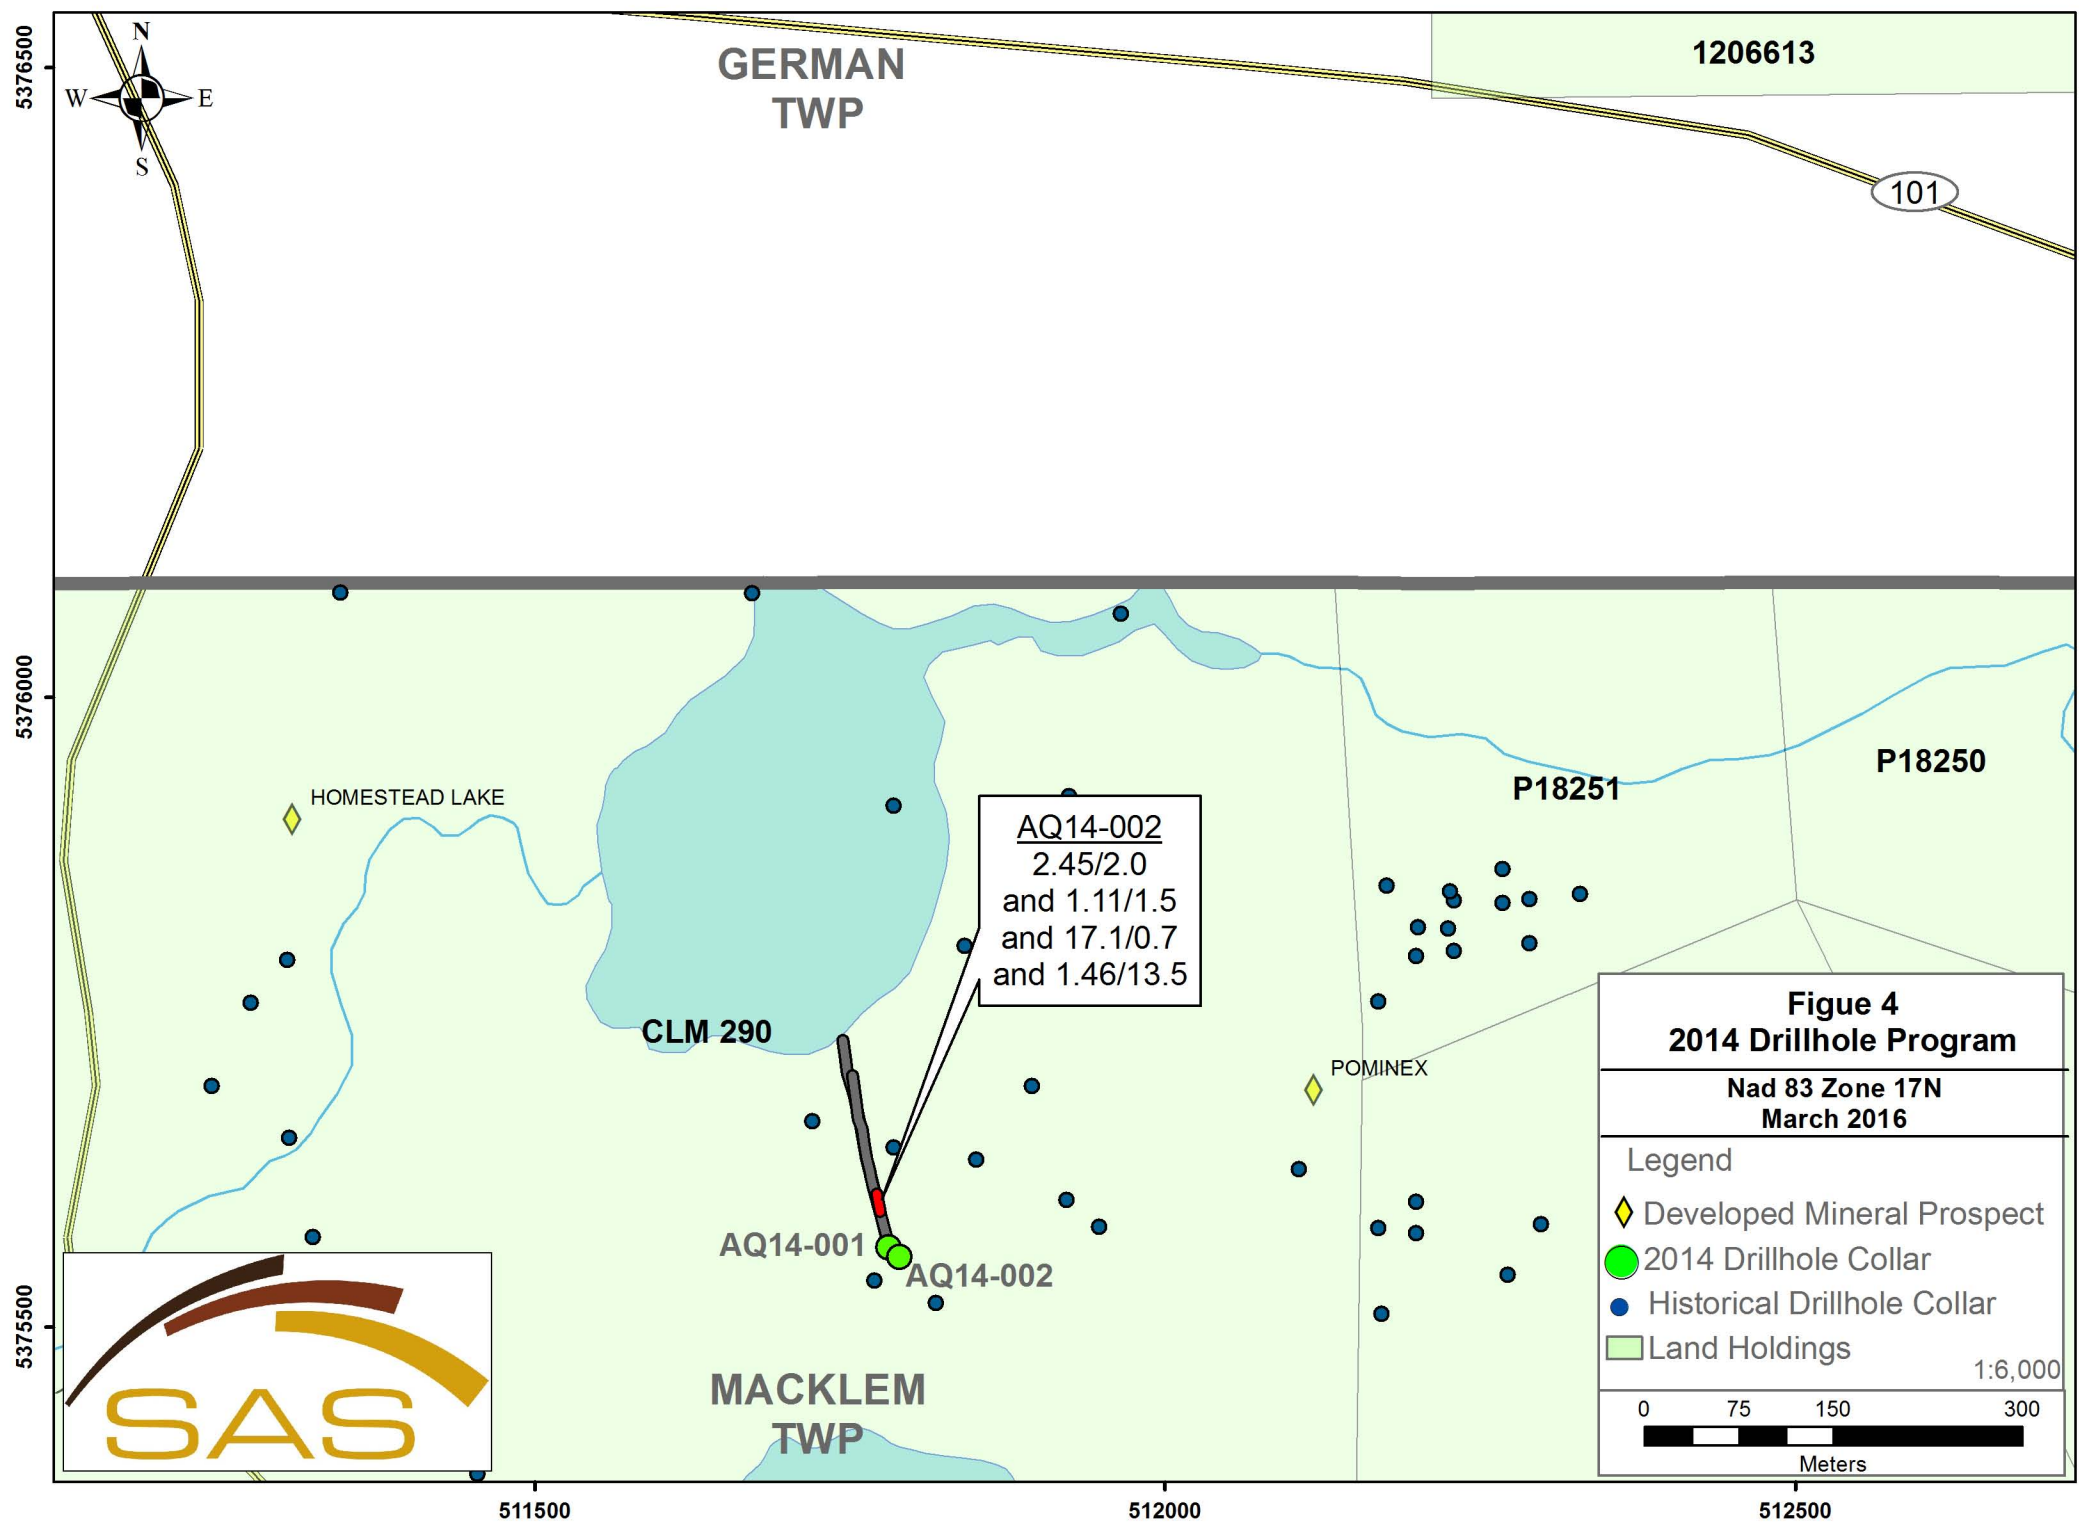 5376500
N
GERMAN
TWP
1206613
W
E
S
101
5376000
P18250
P18251
HOMESTEAD LAKE
AQ14-002
2.45/2.0
and 1.11/1.5
and 17.1/0.7
and 1.46/13.5
CLM 290
POMINEX
AQ14-001
AQ14-002
5375500
MACKLEM
TWP
SAS
Figue 4
2014 Drillhole Program
Nad 83 Zone 17N
March 2016
Legend
Developed Mineral Prospect
2014 Drillhole Collar
Historical Drillhole Collar
Land Holdings
1:6,000
0 75 150 300
Meters
511500 512000 512500